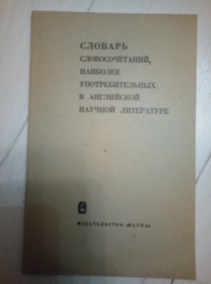 СЛОВАРЬ
СЛОВОСОЧЕТАНИЙ,
НАИБОЛЕЕ
УПОТРЕБИТЕЛЬНЫХ
В АНГЛИЙСКОЙ
НАУЧНОЙ ЛИТЕРАТУРЕ
ИЗДАТЕЛЬСТВО «НАУКА»